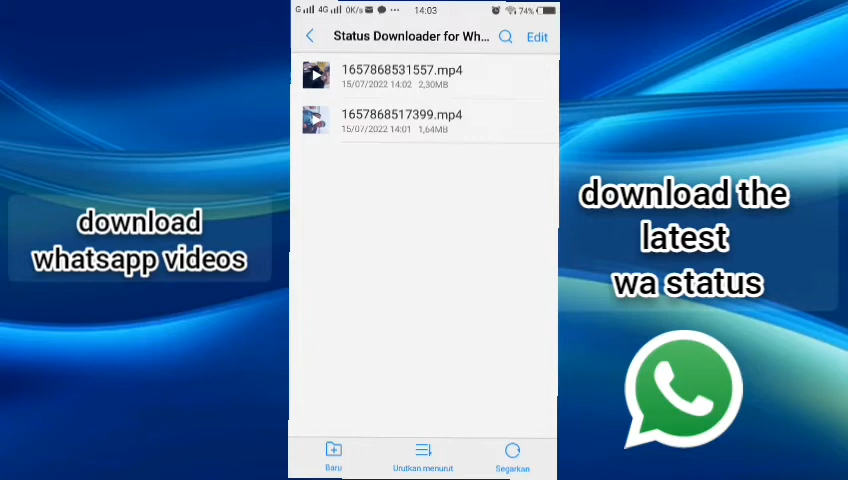 G 4G 0K/s ... 14:03 74%
Status Downloader for Wh... Edit
1657868531557.mp4
15/07/2022 14:02 2,30MB
1657868517399.mp4
15/07/2022 14:01 1,64MB
download
whatsapp videos
download the
latest
wa status
Baru Urutkan menurut Segarkan